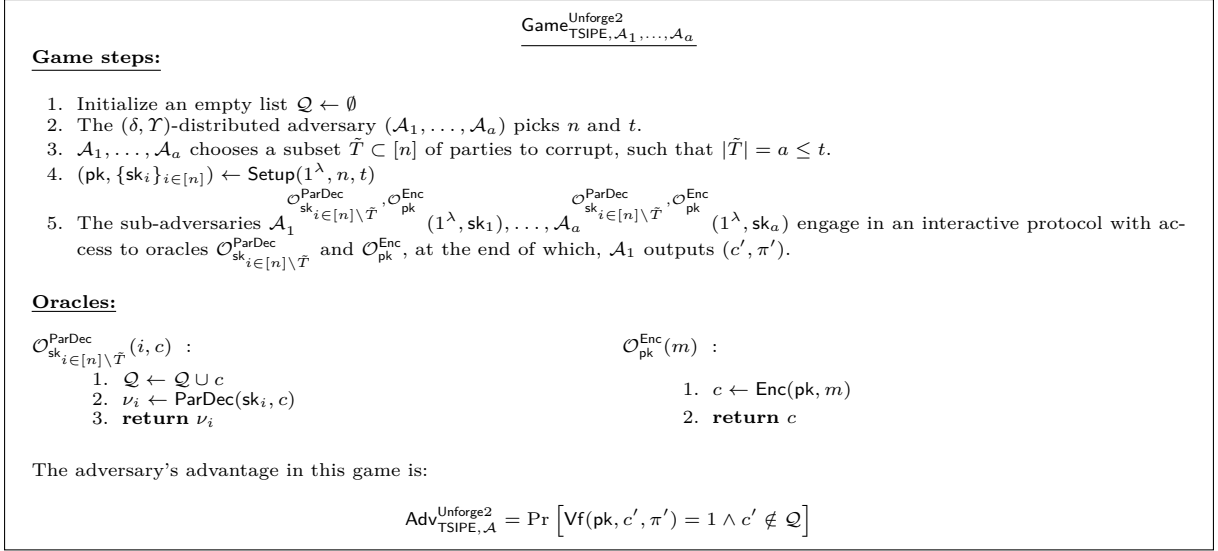 Game^{Unforge2}_{TSIPE,𝒜_1,…,𝒜_a}
Game steps:
1. Initialize an empty list 𝒬 ← ∅
2. The (δ, ϒ)-distributed adversary (𝒜_1, …, 𝒜_a) picks n and t.
3. 𝒜_1, …, 𝒜_a chooses a subset T̃ ⊂ [n] of parties to corrupt, such that |T̃| = a ≤ t.
4. (pk, {sk_i}_{i∈[n]}) ← Setup(1^λ, n, t)
5. The sub-adversaries 𝒜_1^{𝒪^{ParDec}_{sk_{i∈[n]\T̃}}, 𝒪^{Enc}_{pk}}(1^λ, sk_1), …, 𝒜_a^{𝒪^{ParDec}_{sk_{i∈[n]\T̃}}, 𝒪^{Enc}_{pk}}(1^λ, sk_a) engage in an interactive protocol with ac-
cess to oracles 𝒪^{ParDec}_{sk_{i∈[n]\T̃}} and 𝒪^{Enc}_{pk}, at the end of which, 𝒜_1 outputs (c′, π′).
Oracles:
𝒪^{ParDec}_{sk_{i∈[n]\T̃}}(i, c) :
1. 𝒬 ← 𝒬 ∪ c
2. ν_i ← ParDec(sk_i, c)
3. return ν_i
𝒪^{Enc}_{pk}(m) :
1. c ← Enc(pk, m)
2. return c
The adversary's advantage in this game is:
Adv^{Unforge2}_{TSIPE,𝒜} = Pr [Vf(pk, c′, π′) = 1 ∧ c′ ∉ 𝒬]